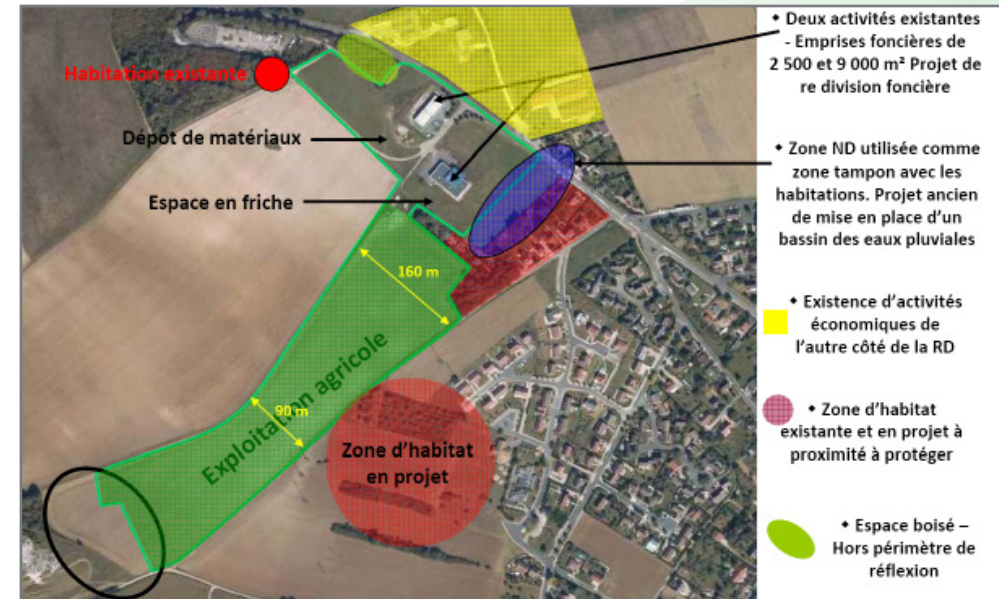 Habitation existante
Dépôt de matériaux
Espace en friche
160 m
90 m
Exploitation agricole
Zone d’habitat
en projet
◆ Deux activités existantes
- Emprises foncières de
2 500 et 9 000 m² Projet de
re division foncière
◆ Zone ND utilisée comme
zone tampon avec les
habitations. Projet ancien
de mise en place d’un
bassin des eaux pluviales
◆ Existence d’activités
économiques de
l’autre côté de la RD
◆ Zone d’habitat
existante et en projet à
proximité à protéger
◆ Espace boisé –
Hors périmètre de
réflexion